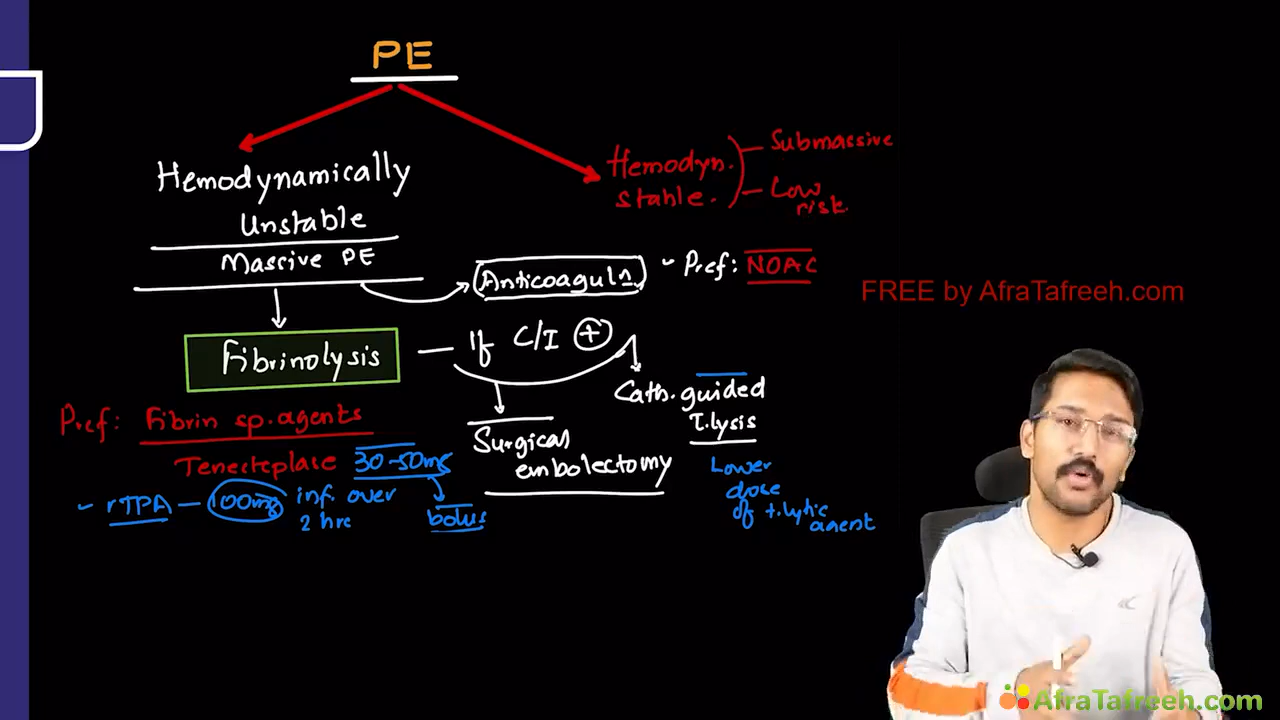 PE
Hemodynamically
Unstable
Massive PE
Hemodyn.
stable.
Submassive
Low
risk.
Anticoagul
Pref: NOAC
FREE by AfraTafreeh.com
Fibrinolysis
If C/I +
Cath. guided
T.lysis
Surgical
embolectomy
Lower
dose
of t.lytic
agent
Pref: Fibrin sp. agents
Tenecteplase 30-50mg
bolus
- rTPA - 100mg inf. over
2 hrs
AfraTafreeh.com